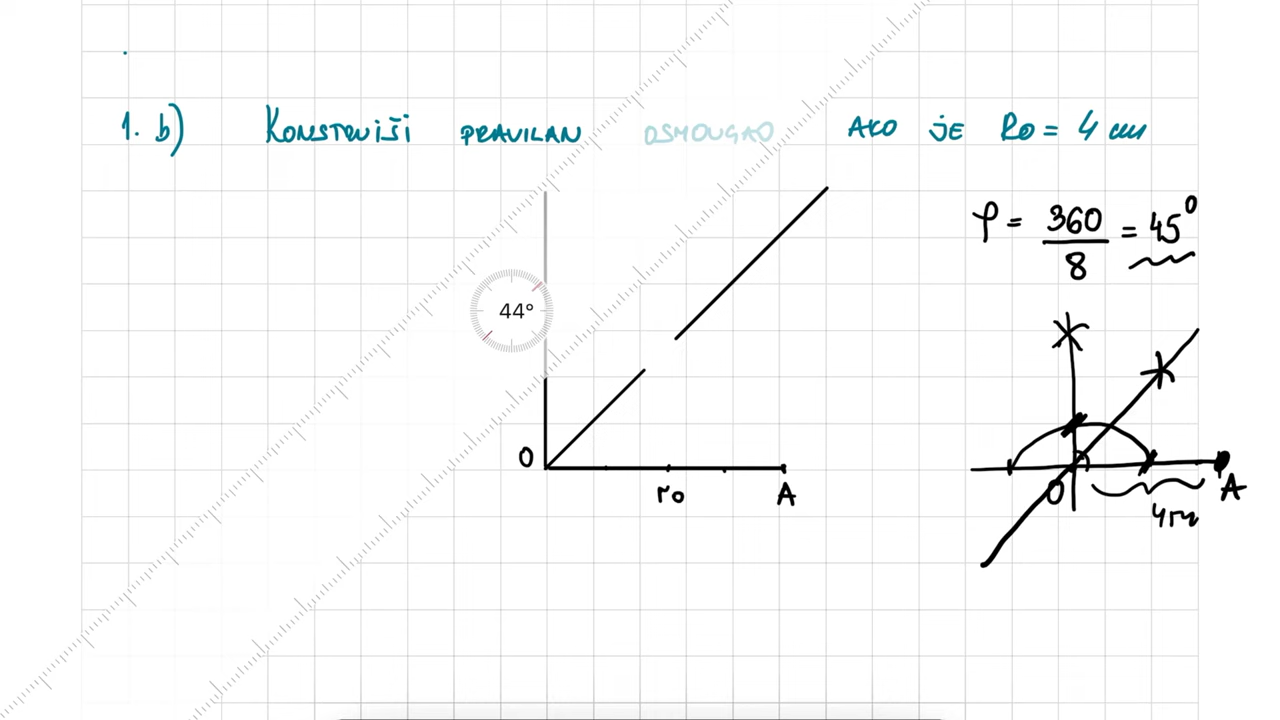 1. b) KONSTRUIŠI PRAVILAN OSMOUGAO AKO JE RO = 4 cm
φ = 360/8 = 45°
44°
O
ro A
O A
4cm